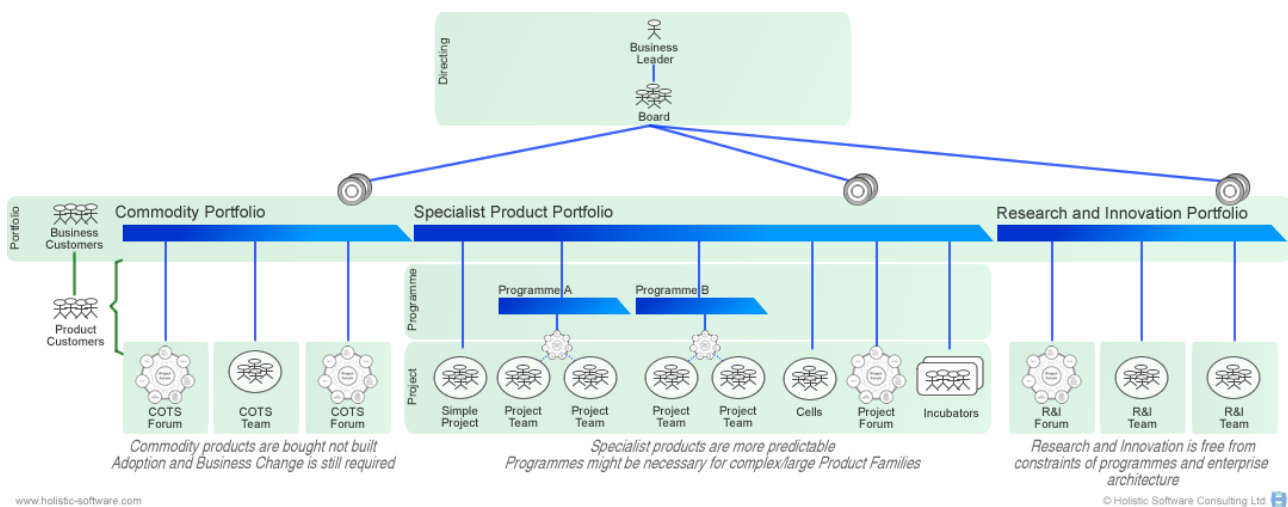 Directing
Business
Leader
Board
Portfolio
Business
Customers
Commodity Portfolio
Specialist Product Portfolio
Research and Innovation Portfolio
Product
Customers
Programme
Programme A
Programme B
Project
COTS
Forum
COTS
Team
COTS
Forum
Simple
Project
Project
Team
Project
Team
Project
Team
Project
Team
Cells
Project
Forum
Project
Forum
Incubators
R&I
Forum
R&I
Team
R&I
Team
Commodity products are bought not built
Adoption and Business Change is still required
Specialist products are more predictable
Programmes might be necessary for complex/large Product Families
Research and Innovation is free from
constraints of programmes and enterprise
architecture
www.holistic-software.com
© Holistic Software Consulting Ltd.